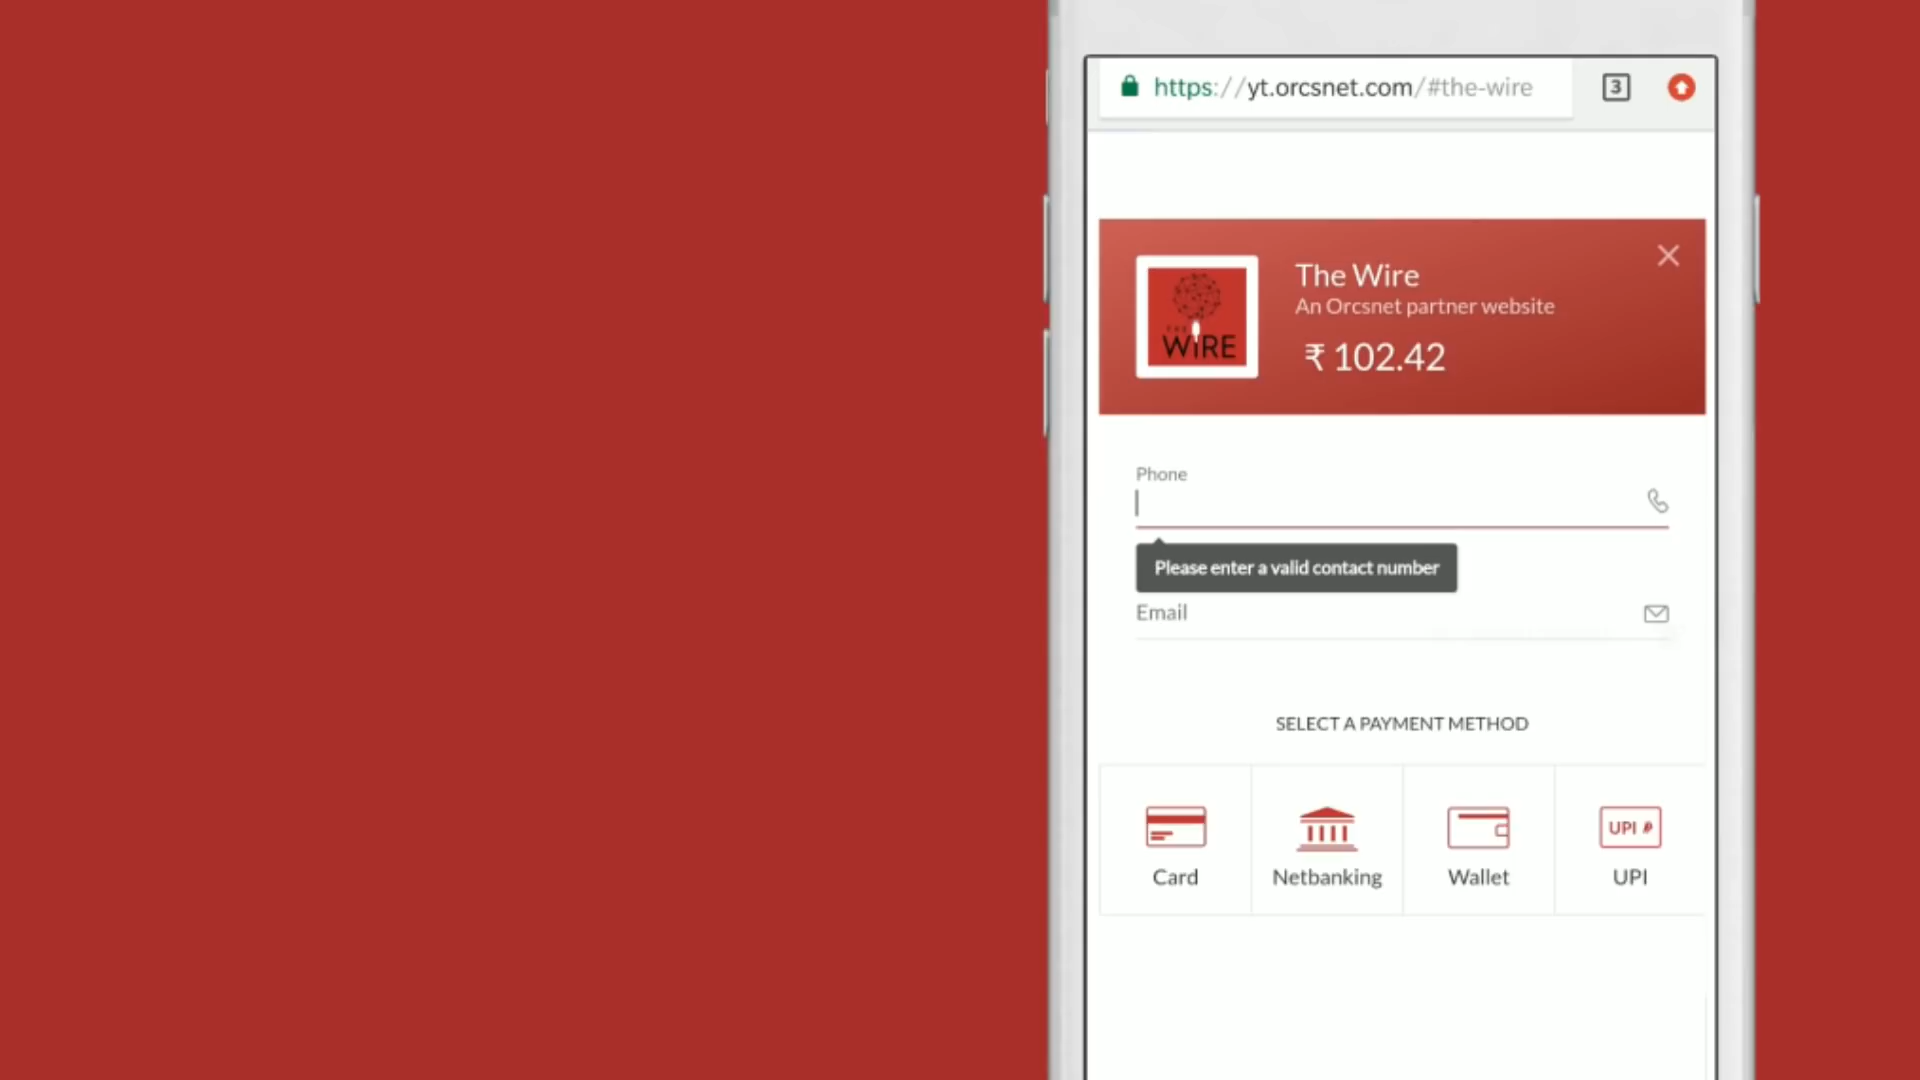 https://yt.orcsnet.com/#the-wire
3
The Wire
An Orcsnet partner website
₹ 102.42
THE
WIRE
Phone
Please enter a valid contact number
Email
SELECT A PAYMENT METHOD
UPI
Card
Netbanking
Wallet
UPI